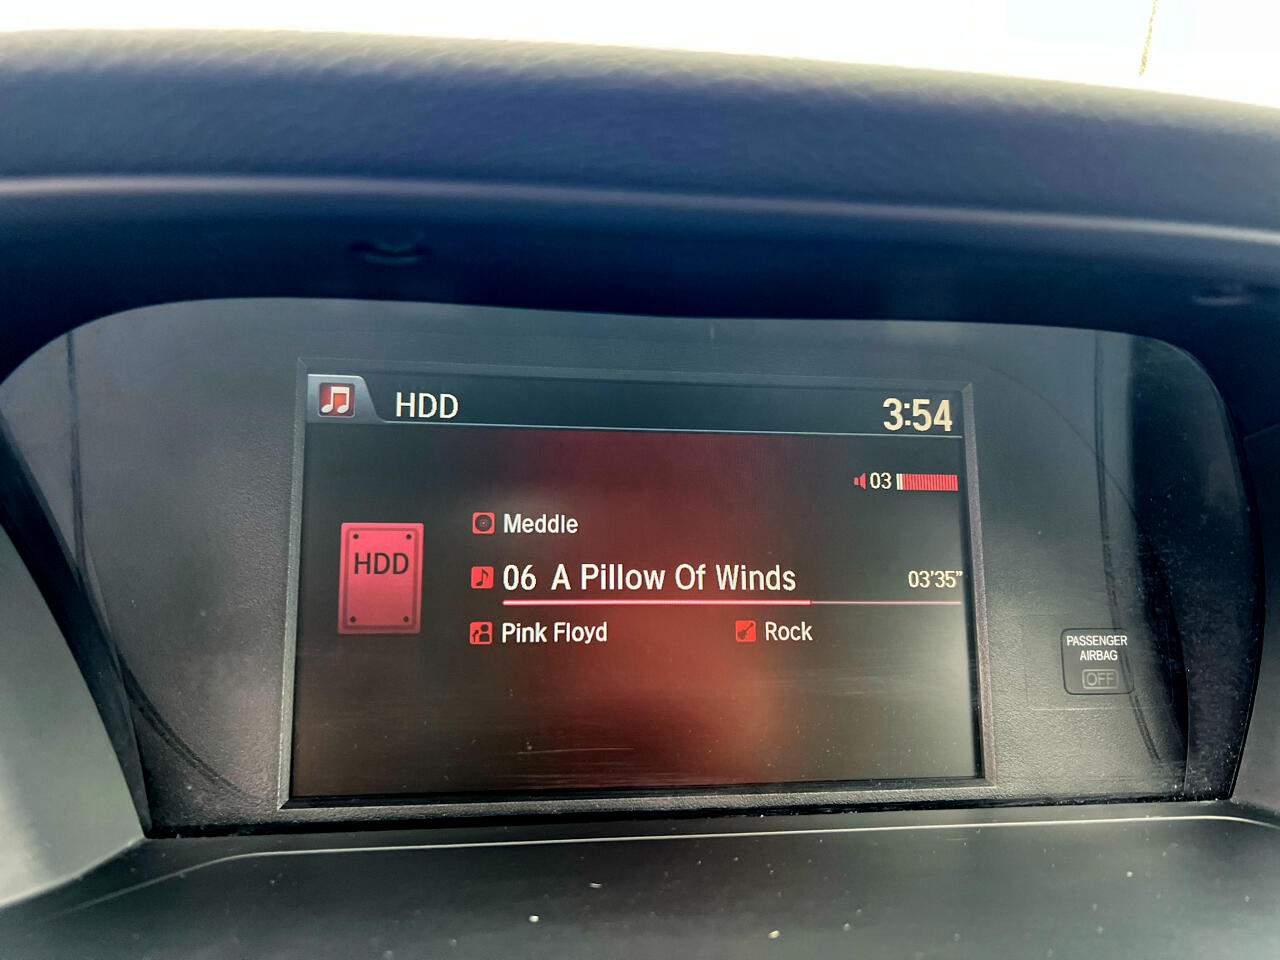 HDD
3:54
03
HDD
Meddle
06 A Pillow Of Winds
03'35"
Pink Floyd
Rock
PASSENGER
AIRBAG
OFF